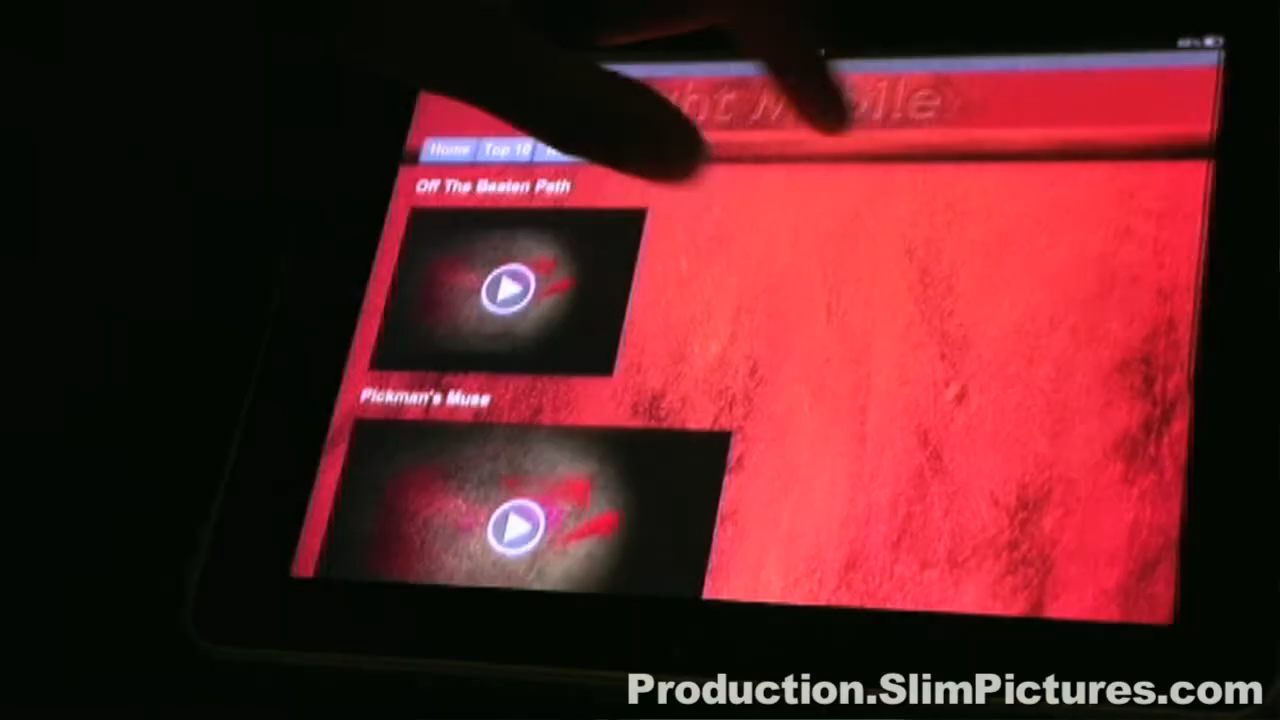 Home Top 10
Off The Beaten Path
Pickman's Muse
Production.SlimPictures.com